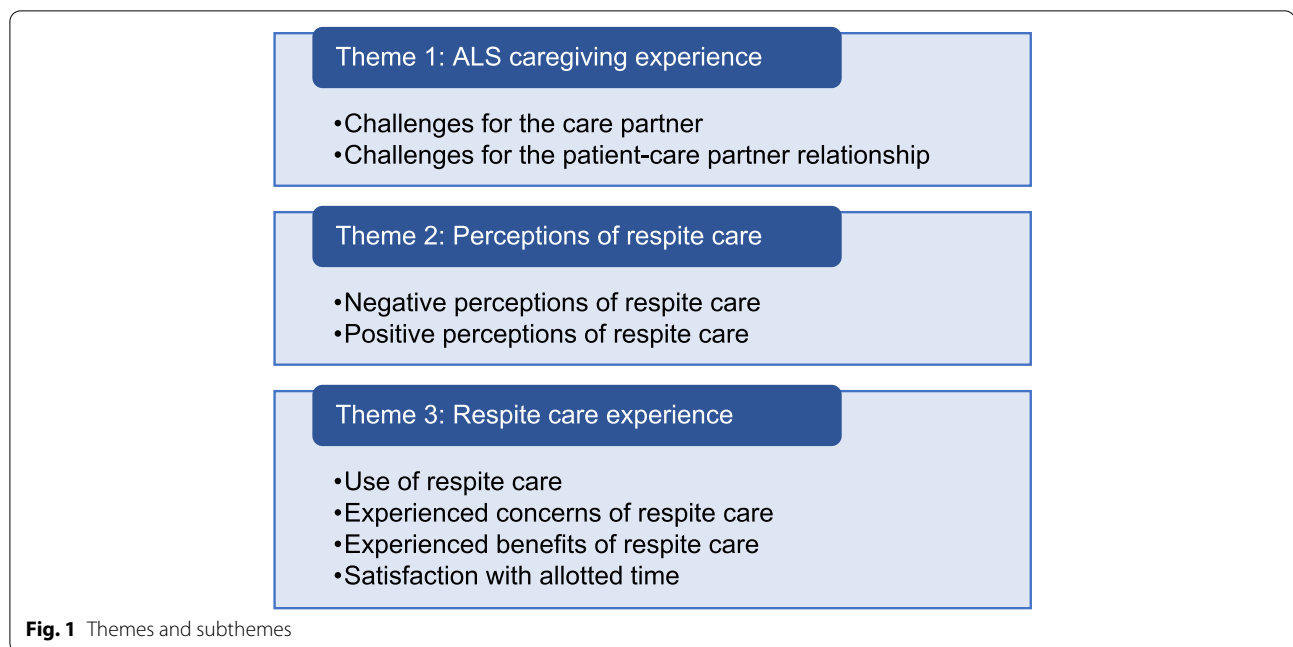 Theme 1: ALS caregiving experience
•Challenges for the care partner
•Challenges for the patient-care partner relationship
Theme 2: Perceptions of respite care
•Negative perceptions of respite care
•Positive perceptions of respite care
Theme 3: Respite care experience
•Use of respite care
•Experienced concerns of respite care
•Experienced benefits of respite care
•Satisfaction with allotted time
Fig. 1 Themes and subthemes